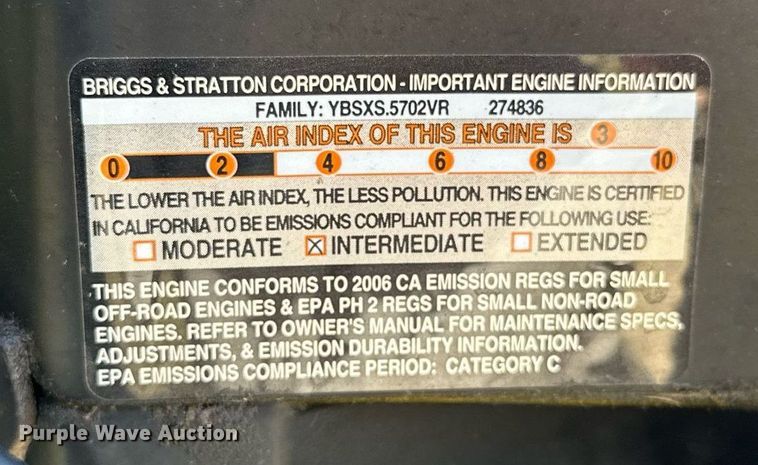 BRIGGS & STRATTON CORPORATION - IMPORTANT ENGINE INFORMATION
FAMILY: YBSXS.5702VR 274836
THE AIR INDEX OF THIS ENGINE IS 3
0 2 4 6 8 10
THE LOWER THE AIR INDEX, THE LESS POLLUTION. THIS ENGINE IS CERTIFIED
IN CALIFORNIA TO BE EMISSIONS COMPLIANT FOR THE FOLLOWING USE:
☐ MODERATE ☒ INTERMEDIATE ☐ EXTENDED
THIS ENGINE CONFORMS TO 2006 CA EMISSION REGS FOR SMALL
OFF-ROAD ENGINES & EPA PH 2 REGS FOR SMALL NON-ROAD
ENGINES. REFER TO OWNER'S MANUAL FOR MAINTENANCE SPECS,
ADJUSTMENTS, & EMISSION DURABILITY INFORMATION.
EPA EMISSIONS COMPLIANCE PERIOD: CATEGORY C
Purple Wave Auction